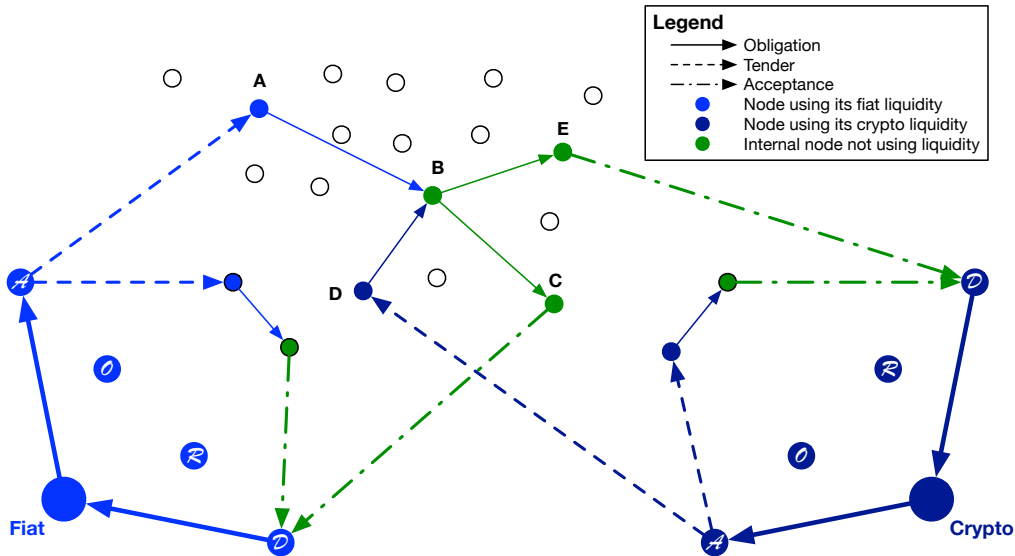 Legend
Obligation
Tender
Acceptance
Node using its fiat liquidity
Node using its crypto liquidity
Internal node not using liquidity
A
E
B
D
C
A
D
O
R
R
O
Fiat
D
A
Crypto